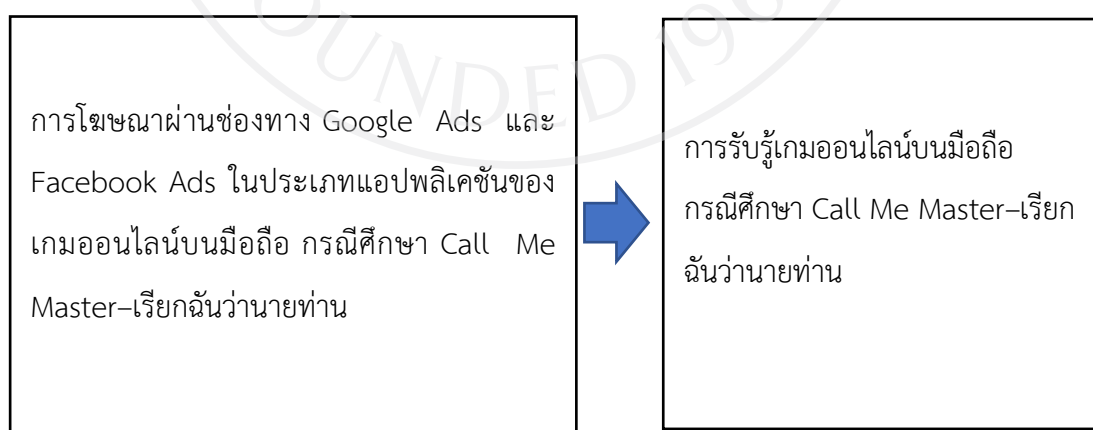 OUNDED 19
การโฆษณาผ่านช่องทาง Google Ads และ
Facebook Ads ในประเภทแอปพลิเคชันของ
เกมออนไลน์บนมือถือ กรณีศึกษา Call Me
Master–เรียกฉันว่านายท่าน
การรับรู้เกมออนไลน์บนมือถือ
กรณีศึกษา Call Me Master–เรียก
ฉันว่านายท่าน